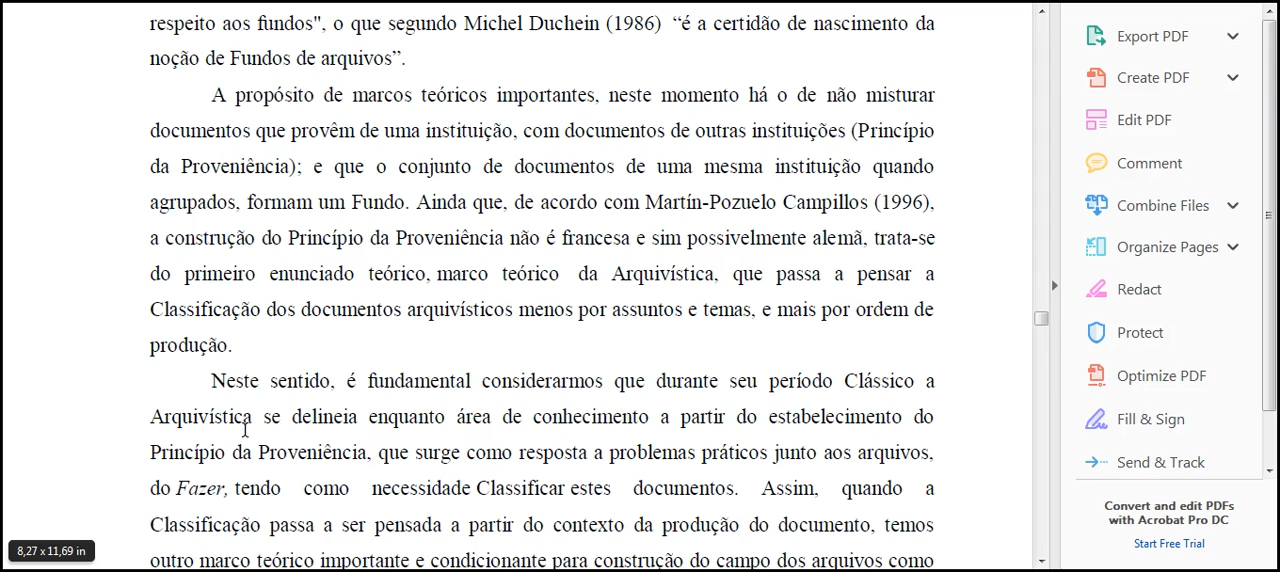 respeito aos fundos", o que segundo Michel Duchein (1986) “é a certidão de nascimento da
noção de Fundos de arquivos”.
A propósito de marcos teóricos importantes, neste momento há o de não misturar
documentos que provêm de uma instituição, com documentos de outras instituições (Princípio
da Proveniência); e que o conjunto de documentos de uma mesma instituição quando
agrupados, formam um Fundo. Ainda que, de acordo com Martín-Pozuelo Campillos (1996),
a construção do Princípio da Proveniência não é francesa e sim possivelmente alemã, trata-se
do primeiro enunciado teórico, marco teórico da Arquivística, que passa a pensar a
Classificação dos documentos arquivísticos menos por assuntos e temas, e mais por ordem de
produção.
Neste sentido, é fundamental considerarmos que durante seu período Clássico a
Arquivística se delineia enquanto área de conhecimento a partir do estabelecimento do
Princípio da Proveniência, que surge como resposta a problemas práticos junto aos arquivos,
do Fazer, tendo como necessidade Classificar estes documentos. Assim, quando a
Classificação passa a ser pensada a partir do contexto da produção do documento, temos
outro marco teórico importante e condicionante para construção do campo dos arquivos como
8,27 x 11,69 in
Export PDF
Create PDF
Edit PDF
Comment
Combine Files
Organize Pages
Redact
Protect
Optimize PDF
Fill & Sign
Send & Track
Convert and edit PDFs
with Acrobat Pro DC
Start Free Trial